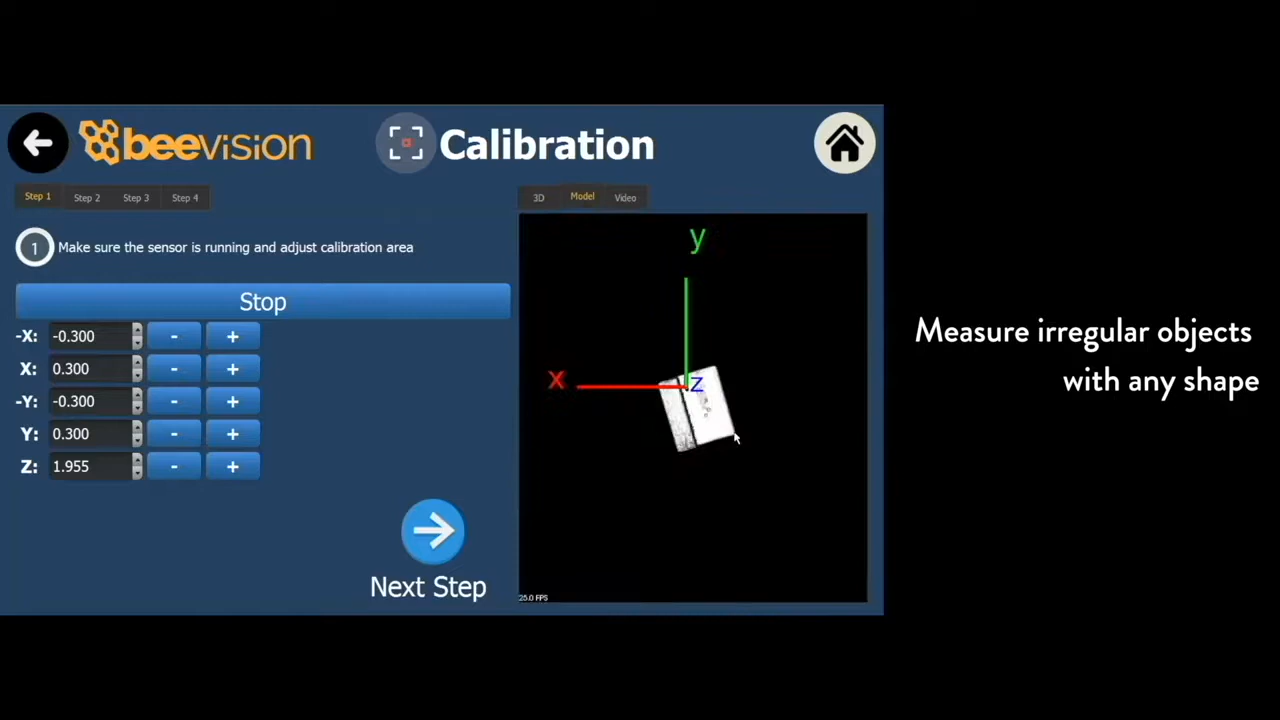 beevision
Calibration
Step 1 Step 2 Step 3 Step 4
3D Model Video
1 Make sure the sensor is running and adjust calibration area
Stop
-X: -0.300 - +
X: 0.300 - +
-Y: -0.300 - +
Y: 0.300 - +
Z: 1.955 - +
Next Step
y
x
z
25.0 FPS
Measure irregular objects
with any shape